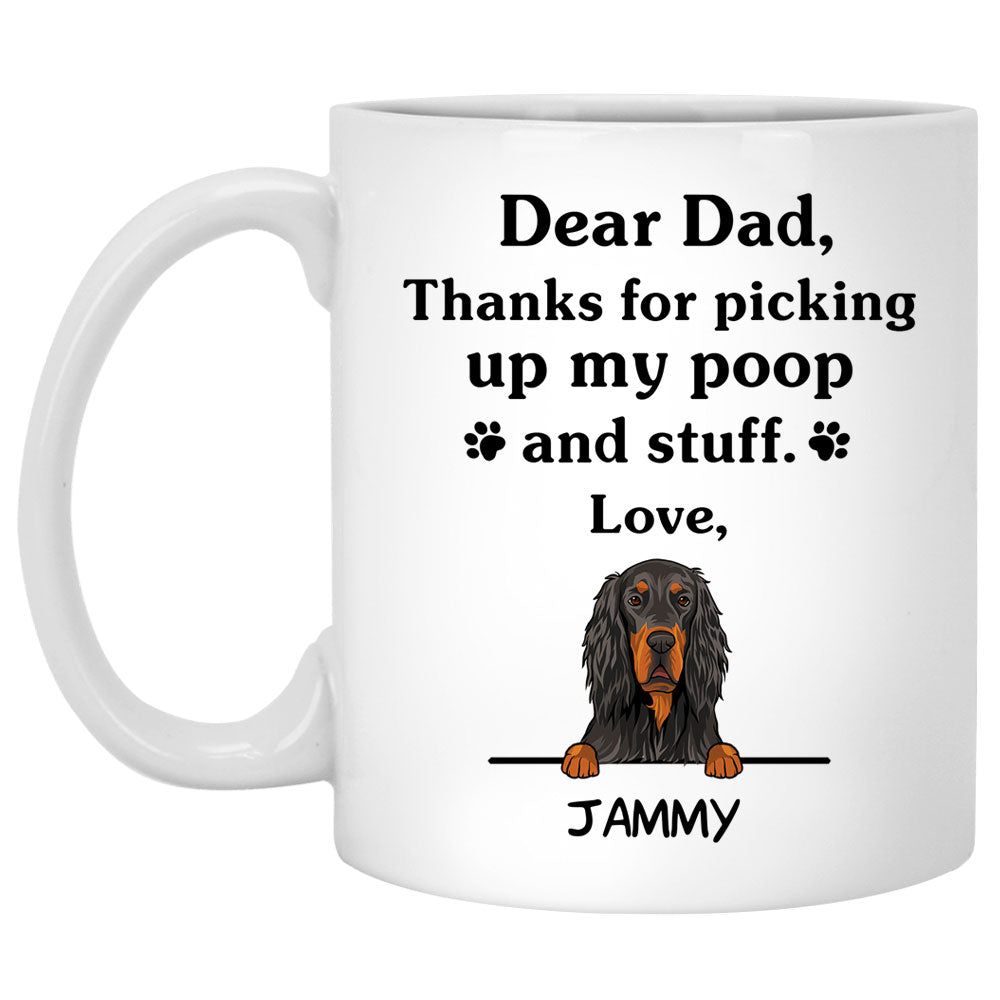 Dear Dad,
Thanks for picking
up my poop
and stuff.
Love,
JAMMY